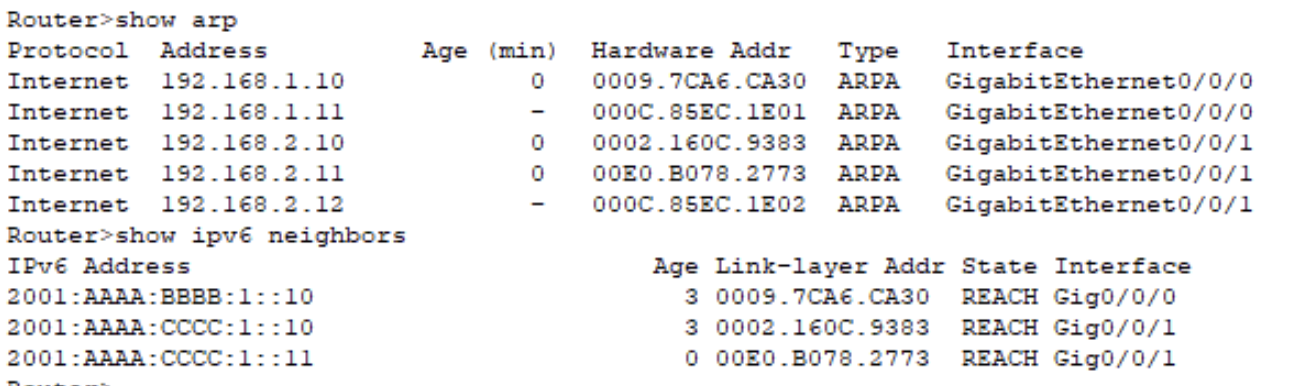 Router>show arp
Protocol  Address          Age (min)  Hardware Addr   Type   Interface
Internet  192.168.1.10            0   0009.7CA6.CA30  ARPA   GigabitEthernet0/0/0
Internet  192.168.1.11            -   000C.85EC.1E01  ARPA   GigabitEthernet0/0/0
Internet  192.168.2.10            0   0002.160C.9383  ARPA   GigabitEthernet0/0/1
Internet  192.168.2.11            0   00E0.B078.2773  ARPA   GigabitEthernet0/0/1
Internet  192.168.2.12            -   000C.85EC.1E02  ARPA   GigabitEthernet0/0/1
Router>show ipv6 neighbors
IPv6 Address                              Age Link-layer Addr State Interface
2001:AAAA:BBBB:1::10                        3 0009.7CA6.CA30  REACH Gig0/0/0
2001:AAAA:CCCC:1::10                        3 0002.160C.9383  REACH Gig0/0/1
2001:AAAA:CCCC:1::11                        0 00E0.B078.2773  REACH Gig0/0/1